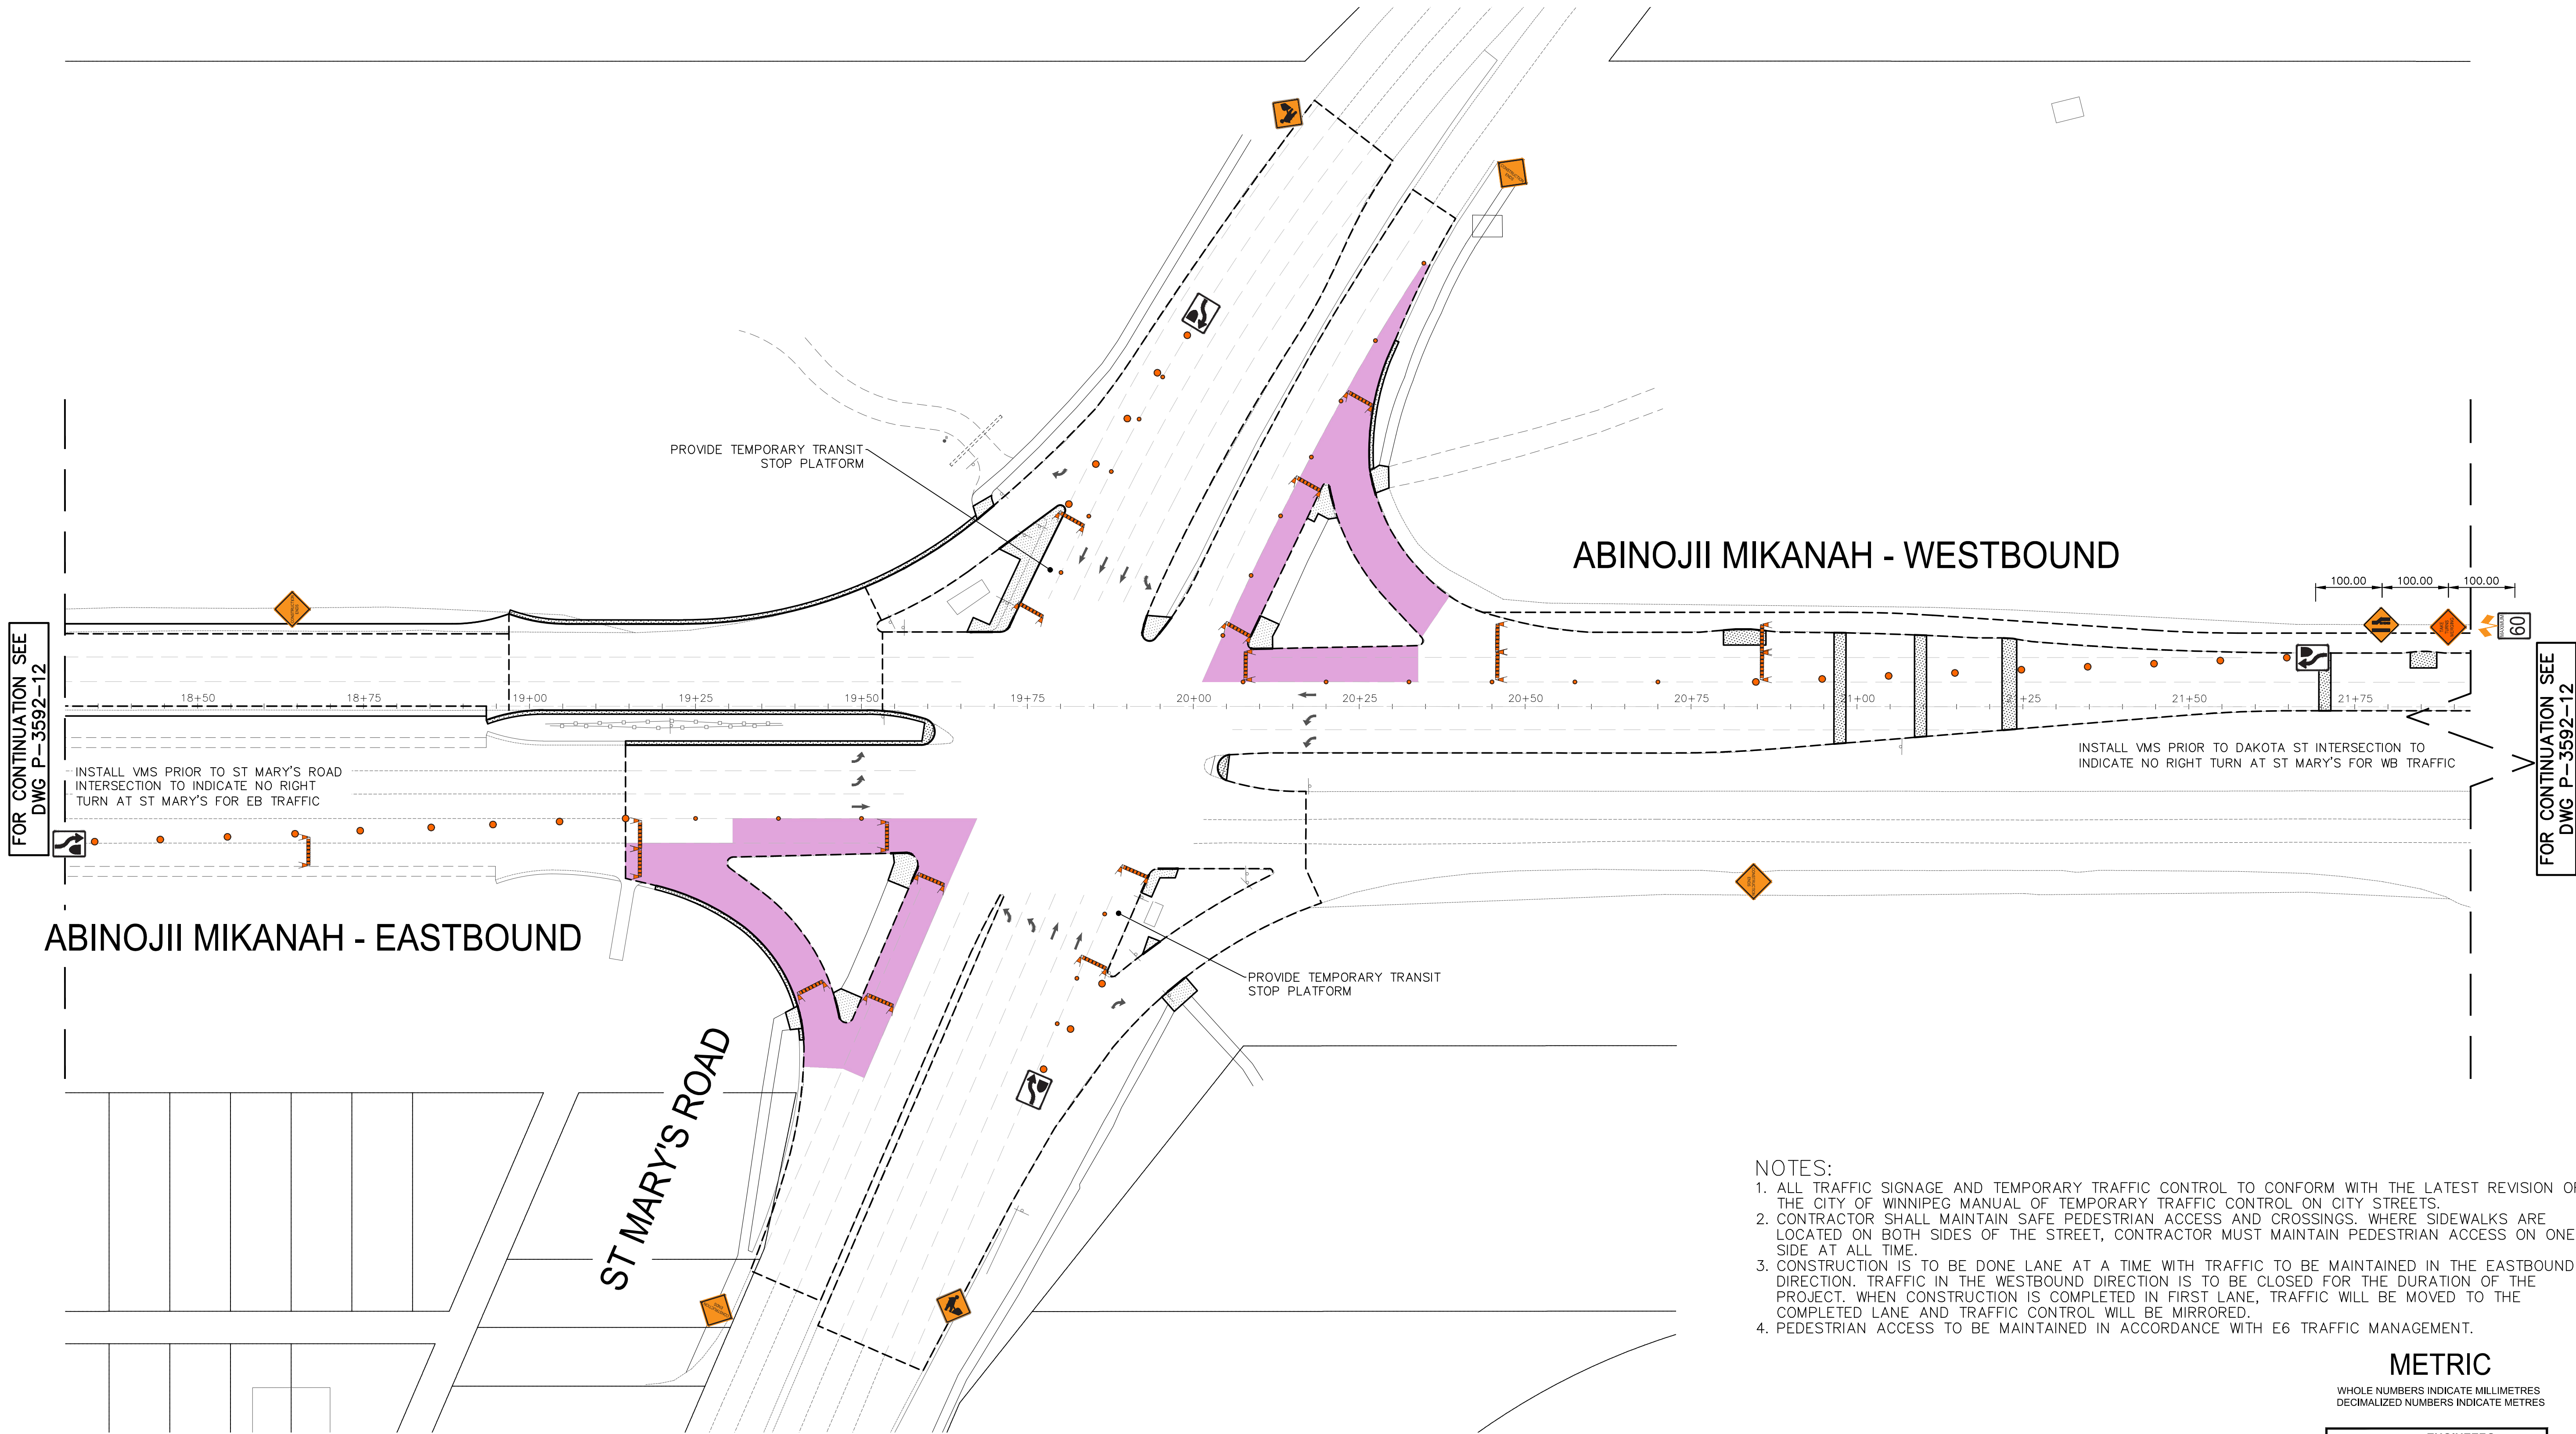 PROVIDE TEMPORARY TRANSIT
STOP PLATFORM
ABINOJII MIKANAH - WESTBOUND
100.00
100.00
100.00
60
FOR CONTINUATION SEE
DWG P-3592-12
18+50
18+75
19+00
19+25
19+50
19+75
20+00
20+25
20+50
20+75
21+00
21+25
21+50
21+75
FOR CONTINUATION SEE
DWG P-3592-12
INSTALL VMS PRIOR TO ST MARY'S ROAD
INTERSECTION TO INDICATE NO RIGHT
TURN AT ST MARY'S FOR EB TRAFFIC
INSTALL VMS PRIOR TO DAKOTA ST INTERSECTION TO
INDICATE NO RIGHT TURN AT ST MARY'S FOR WB TRAFFIC
ABINOJII MIKANAH - EASTBOUND
PROVIDE TEMPORARY TRANSIT
STOP PLATFORM
ST MARY'S ROAD
NOTES:
1. ALL TRAFFIC SIGNAGE AND TEMPORARY TRAFFIC CONTROL TO CONFORM WITH THE LATEST REVISION OF
THE CITY OF WINNIPEG MANUAL OF TEMPORARY TRAFFIC CONTROL ON CITY STREETS.
2. CONTRACTOR SHALL MAINTAIN SAFE PEDESTRIAN ACCESS AND CROSSINGS. WHERE SIDEWALKS ARE
LOCATED ON BOTH SIDES OF THE STREET, CONTRACTOR MUST MAINTAIN PEDESTRIAN ACCESS ON ONE
SIDE AT ALL TIME.
3. CONSTRUCTION IS TO BE DONE LANE AT A TIME WITH TRAFFIC TO BE MAINTAINED IN THE EASTBOUND
DIRECTION. TRAFFIC IN THE WESTBOUND DIRECTION IS TO BE CLOSED FOR THE DURATION OF THE
PROJECT. WHEN CONSTRUCTION IS COMPLETED IN FIRST LANE, TRAFFIC WILL BE MOVED TO THE
COMPLETED LANE AND TRAFFIC CONTROL WILL BE MIRRORED.
4. PEDESTRIAN ACCESS TO BE MAINTAINED IN ACCORDANCE WITH E6 TRAFFIC MANAGEMENT.
METRIC
WHOLE NUMBERS INDICATE MILLIMETRES
DECIMALIZED NUMBERS INDICATE METRES